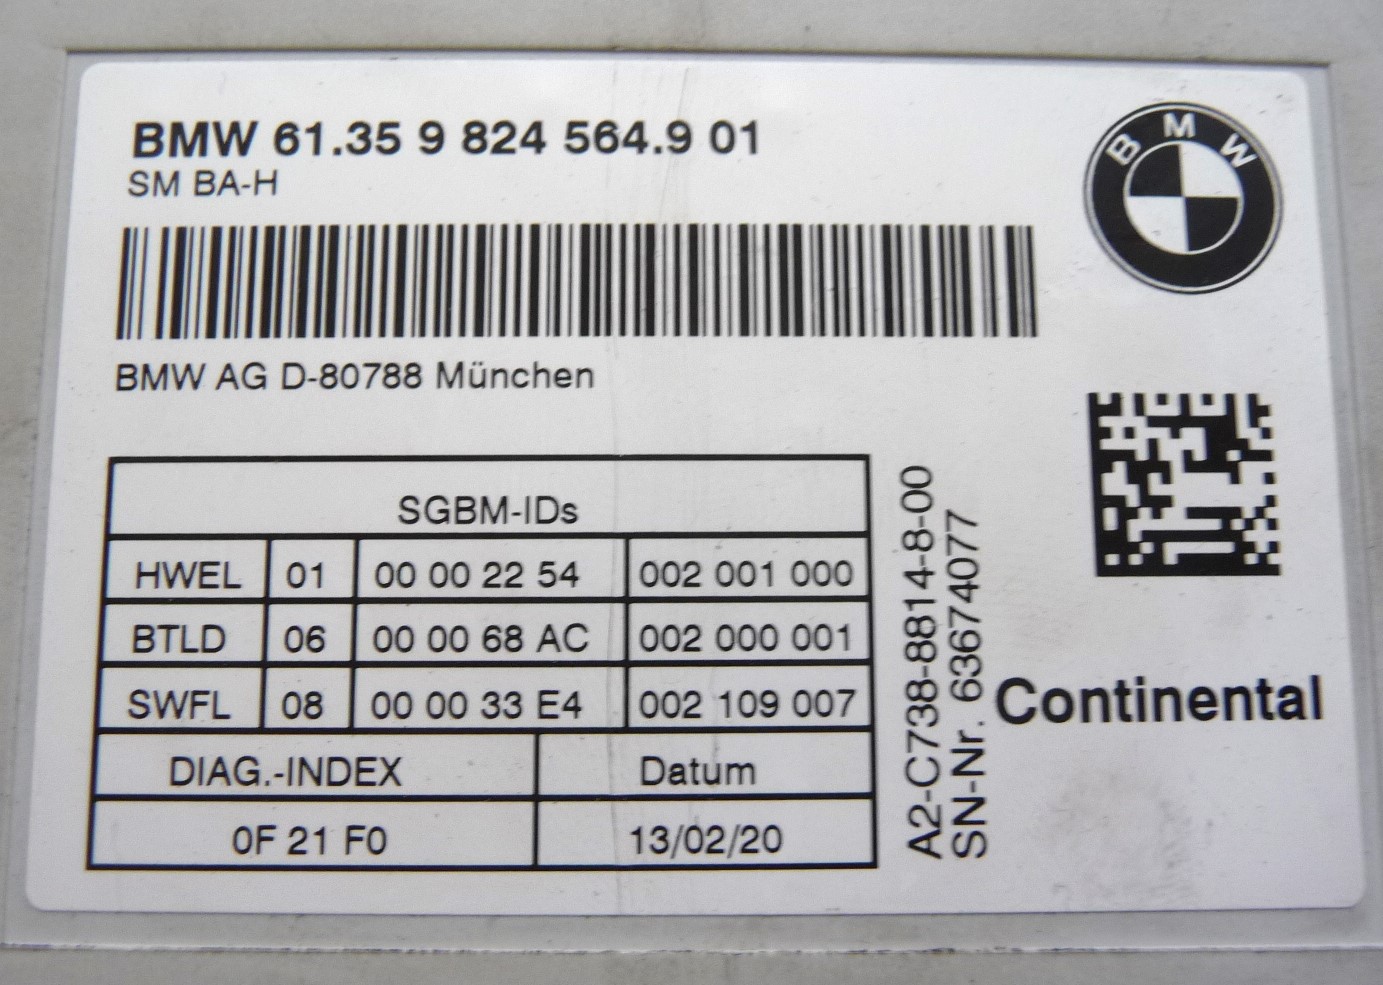 BMW 61.35 9 824 564.9 01
SM BA-H
BMW
BMW AG D-80788 München
SGBM-IDs
HWEL 01 00 00 22 54 002 001 000
BTLD 06 00 00 68 AC 002 000 001
SWFL 08 00 00 33 E4 002 109 007
DIAG.-INDEX Datum
0F 21 F0 13/02/20
A2-C738-8814-8-00
SN-Nr. 63674077
Continental